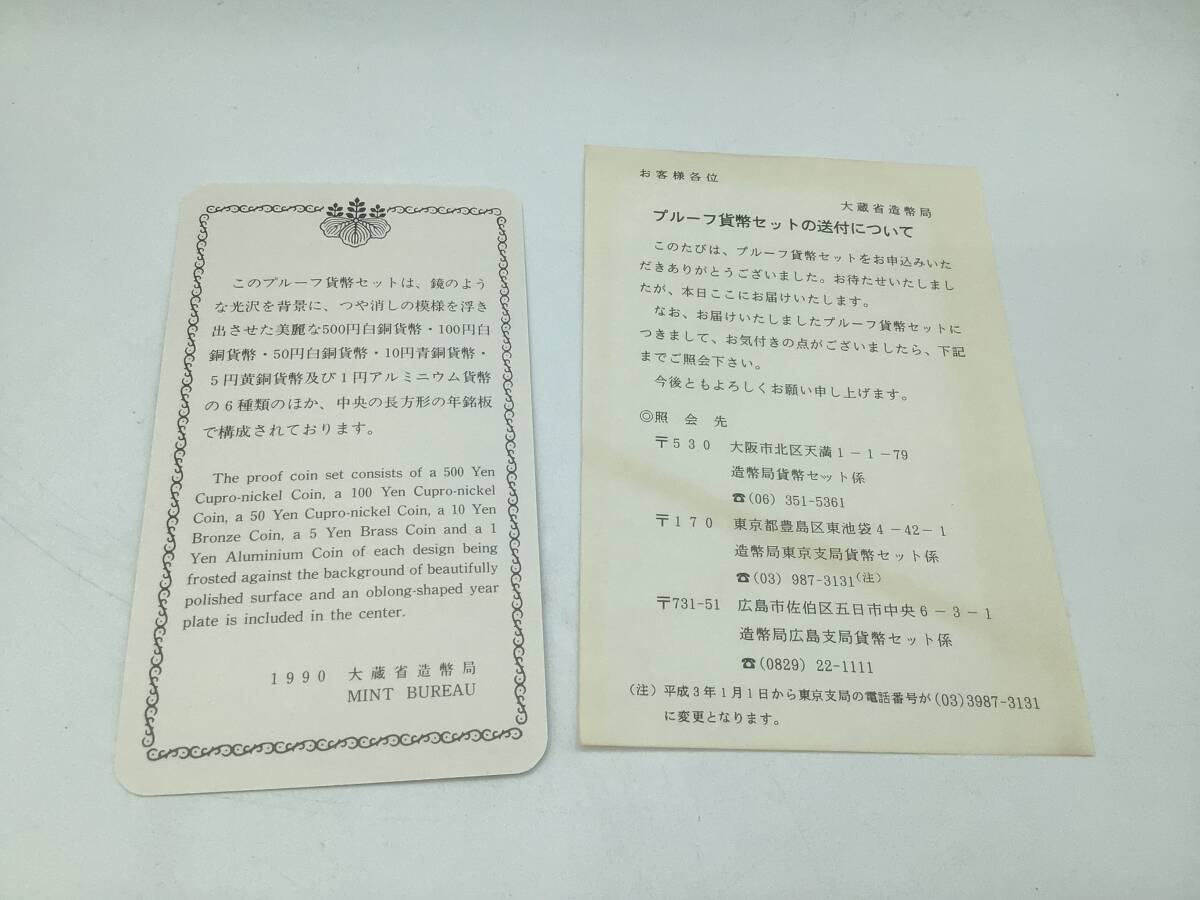 このプルーフ貨幣セットは、鏡のよう
な光沢を背景に、つや消しの模様を浮き
出させた美麗な500円白銅貨幣・100円白
銅貨幣・50円白銅貨幣・10円青銅貨幣・
5円黄銅貨幣及び1円アルミニウム貨幣
の6種類のほか、中央の長方形の年銘板
で構成されております。
The proof coin set consists of a 500 Yen
Cupro-nickel Coin, a 100 Yen Cupro-nickel
Coin, a 50 Yen Cupro-nickel Coin, a 10 Yen
Bronze Coin, a 5 Yen Brass Coin and a 1
Yen Aluminium Coin of each design being
frosted against the background of beautifully
polished surface and an oblong-shaped year
plate is included in the center.
1990 大蔵省造幣局
MINT BUREAU
お客様各位
大蔵省造幣局
プルーフ貨幣セットの送付について
このたびは、プルーフ貨幣セットをお申込みいた
だきありがとうございました。お待たせいたしまし
たが、本日ここにお届けいたします。
なお、お届けいたしましたプルーフ貨幣セットに
つきまして、お気付きの点がございましたら、下記
までご照会下さい。
今後ともよろしくお願い申し上げます。
◎照会先
〒530 大阪市北区天満1-1-79
造幣局貨幣セット係
☎(06) 351-5361
〒170 東京都豊島区東池袋4-42-1
造幣局東京支局貨幣セット係
☎(03) 987-3131(注)
〒731-51 広島市佐伯区五日市中央6-3-1
造幣局広島支局貨幣セット係
☎(0829) 22-1111
(注) 平成3年1月1日から東京支局の電話番号が(03)3987-3131
に変更となります。